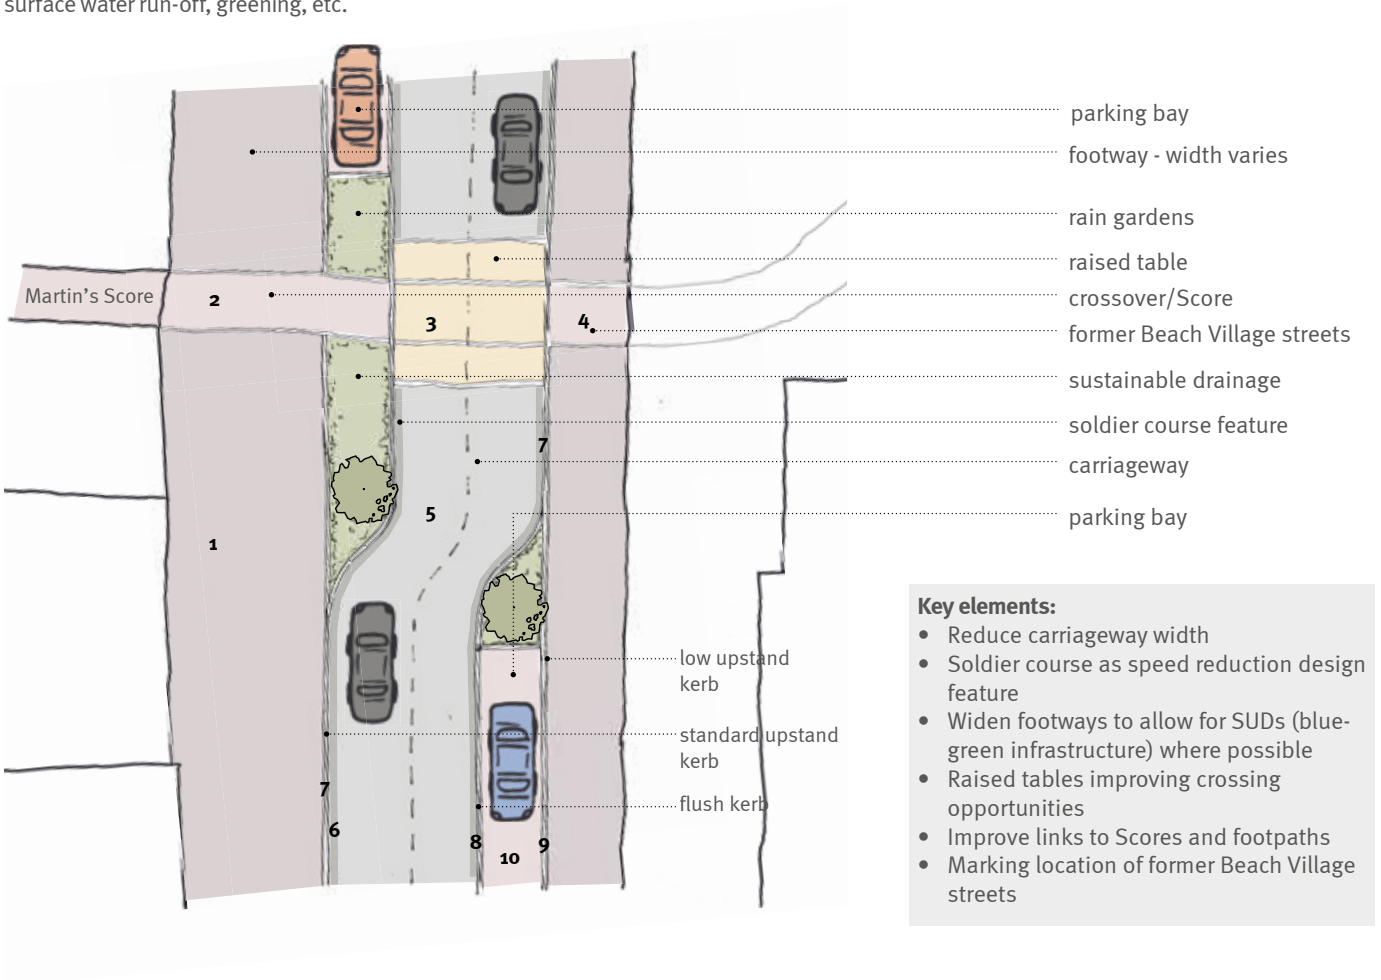 surface water run-off, greening, etc.
parking bay
footway - width varies
rain gardens
raised table
Martin's Score
2
crossover/Score
3
4
former Beach Village streets
sustainable drainage
soldier course feature
7
carriageway
5
parking bay
1
Key elements:
• Reduce carriageway width
• Soldier course as speed reduction design
feature
• Widen footways to allow for SUDs (blue-
green infrastructure) where possible
• Raised tables improving crossing
opportunities
• Improve links to Scores and footpaths
• Marking location of former Beach Village
streets
low upstand
kerb
standard upstand
kerb
flush kerb
7
6
8
9
10